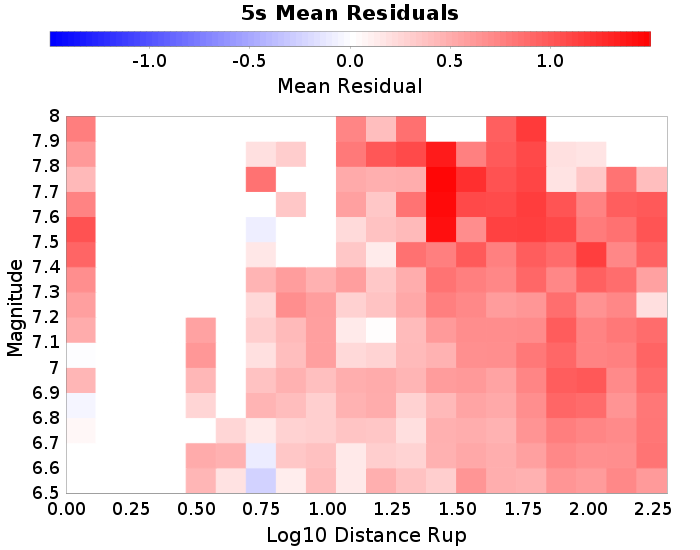 5s Mean Residuals
-1.0 -0.5 0.0 0.5 1.0
Mean Residual
8
7.9
7.8
7.7
7.6
7.5
7.4
7.3
7.2
7.1
7
6.9
6.8
6.7
6.6
6.5
Magnitude
0.00 0.25 0.50 0.75 1.00 1.25 1.50 1.75 2.00 2.25
Log10 Distance Rup